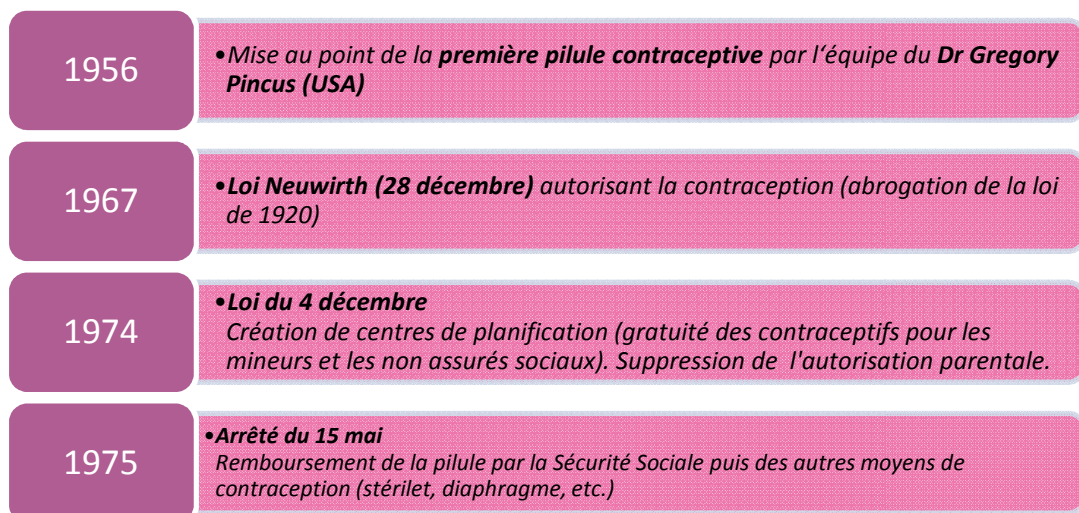 1956
•Mise au point de la première pilule contraceptive par l‘équipe du Dr Gregory
Pincus (USA)
1967
•Loi Neuwirth (28 décembre) autorisant la contraception (abrogation de la loi
de 1920)
1974
•Loi du 4 décembre
Création de centres de planification (gratuité des contraceptifs pour les
mineurs et les non assurés sociaux). Suppression de  l'autorisation parentale.
1975
•Arrêté du 15 mai
Remboursement de la pilule par la Sécurité Sociale puis des autres moyens de
contraception (stérilet, diaphragme, etc.)